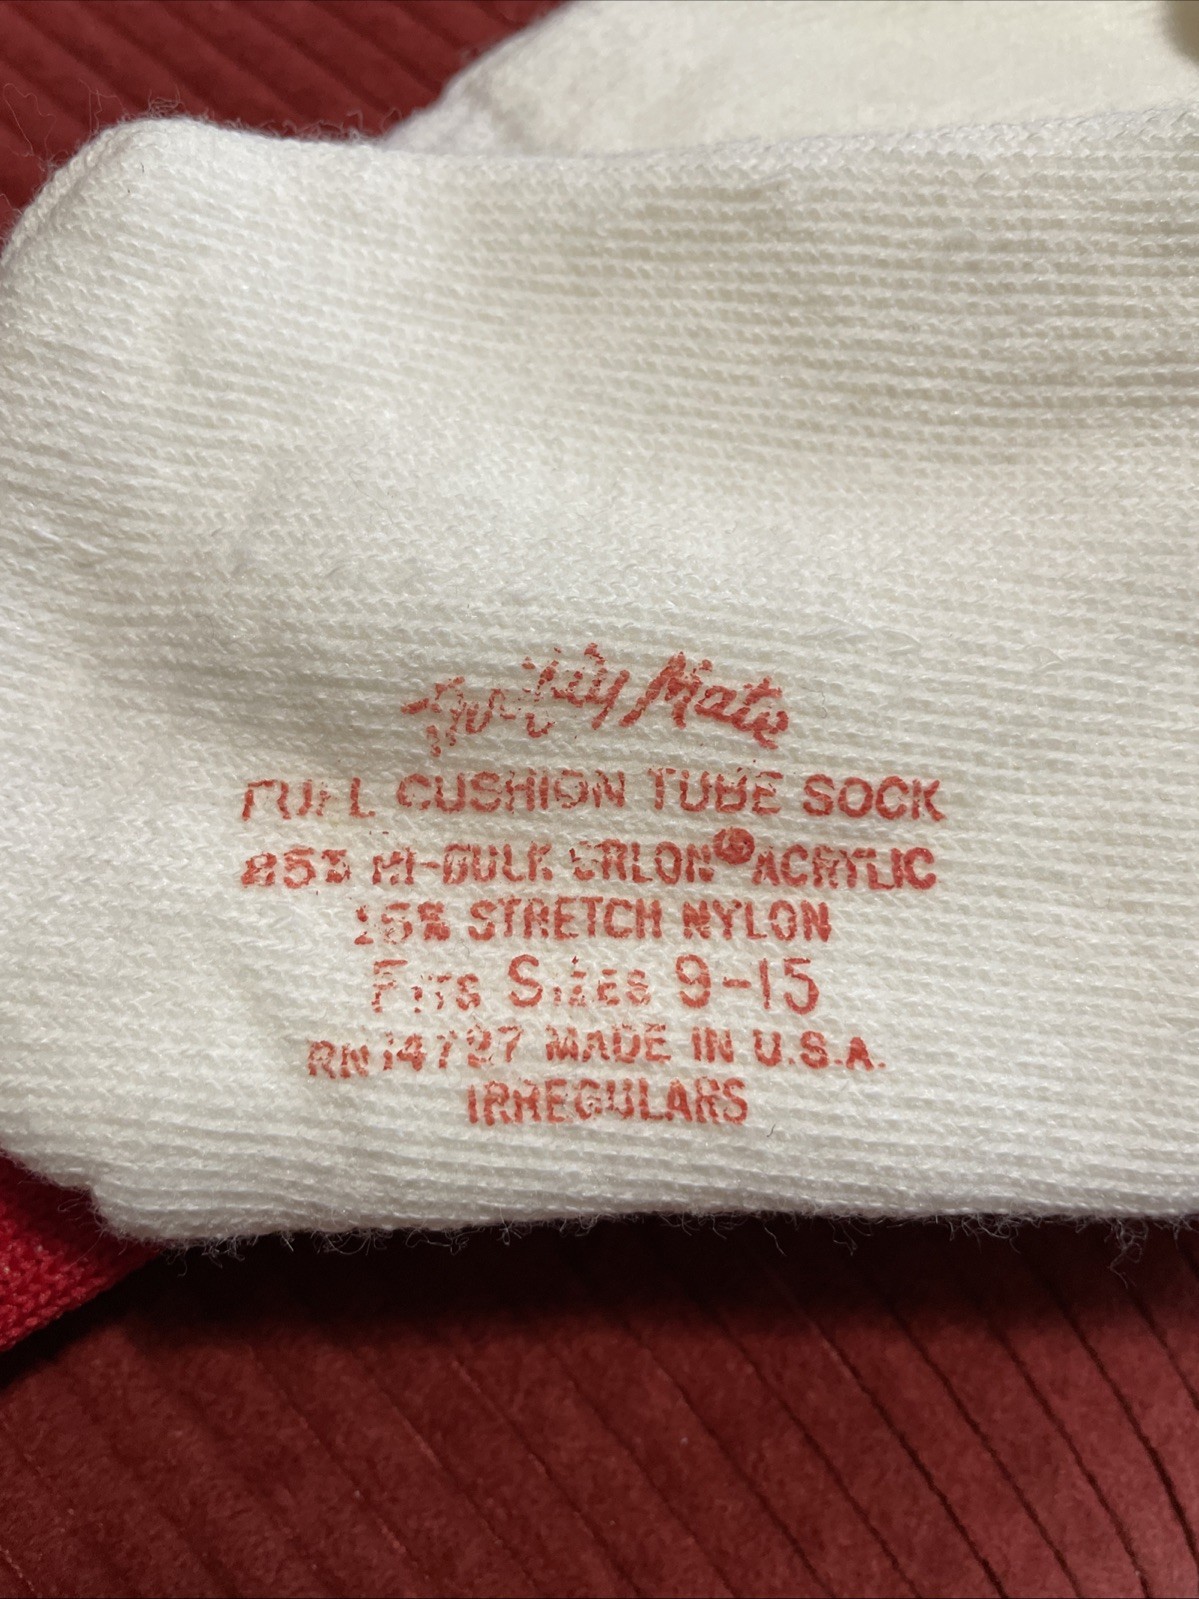 Mate
FULL CUSHION TUBE SOCK
85% HI-BULK ORLON® ACRYLIC
15% STRETCH NYLON
FITS SIZES 9-15
RN 14727 MADE IN U.S.A.
IRREGULARS